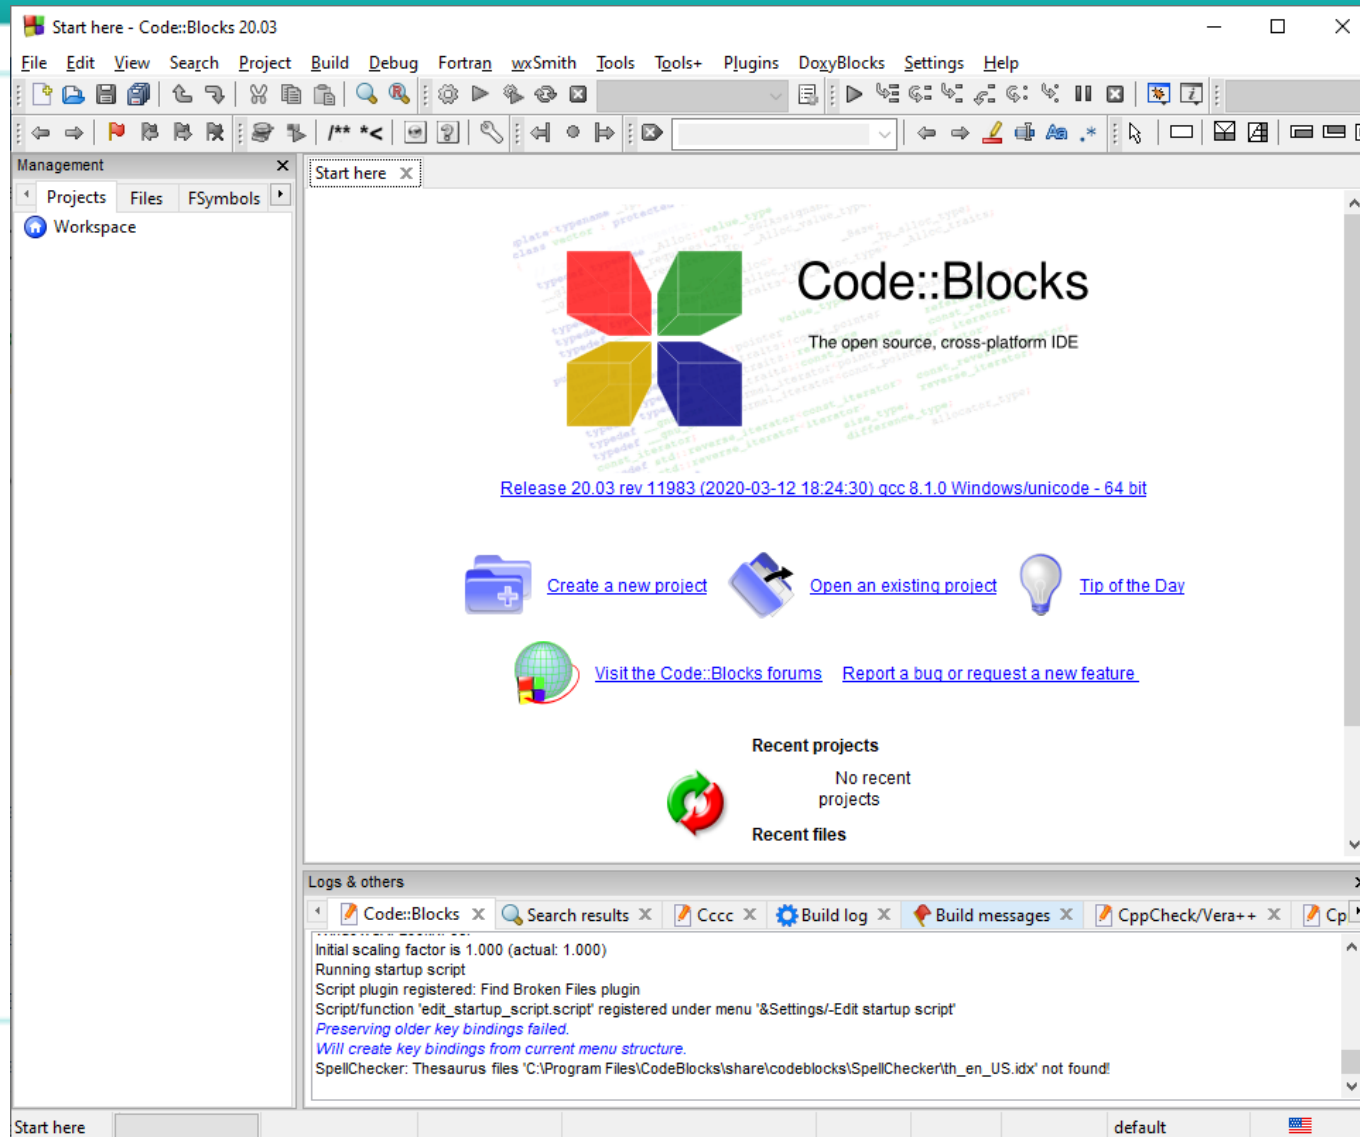 Start here - Code::Blocks 20.03
File Edit View Search Project Build Debug Fortran wxSmith Tools Tools+ Plugins DoxyBlocks Settings Help
/** *<
Management
Start here
Projects Files FSymbols
Workspace
Code::Blocks
The open source, cross-platform IDE
Release 20.03 rev 11983 (2020-03-12 18:24:30) gcc 8.1.0 Windows/unicode - 64 bit
Create a new project Open an existing project Tip of the Day
Visit the Code::Blocks forums Report a bug or request a new feature
Recent projects
No recent
projects
Recent files
Logs & others
Code::Blocks Search results Cccc Build log Build messages CppCheck/Vera++ Cp
Initial scaling factor is 1.000 (actual: 1.000)
Running startup script
Script plugin registered: Find Broken Files plugin
Script/function 'edit_startup_script.script' registered under menu '&Settings/-Edit startup script'
Preserving older key bindings failed.
Will create key bindings from current menu structure.
SpellChecker: Thesaurus files 'C:\Program Files\CodeBlocks\share\codeblocks\SpellChecker\th_en_US.idx' not found!
Start here default